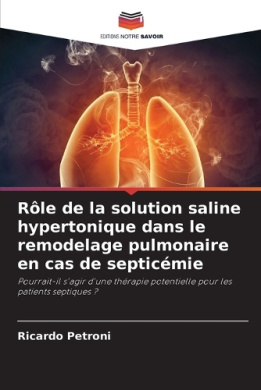 EDITIONS NOTRE SAVOIR
Rôle de la solution saline
hypertonique dans le
remodelage pulmonaire
en cas de septicémie
Pourrait-il s'agir d'une thérapie potentielle pour les
patients septiques ?
Ricardo Petroni